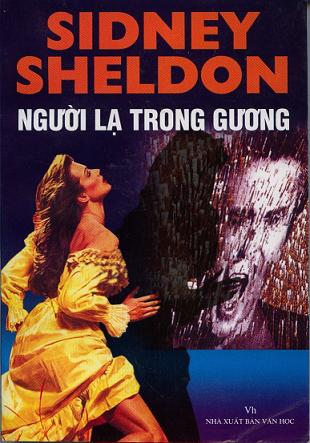 SIDNEY
SHELDON
NGƯỜI LẠ TRONG GƯƠNG
Vh
NHÀ XUẤT BẢN VĂN HỌC